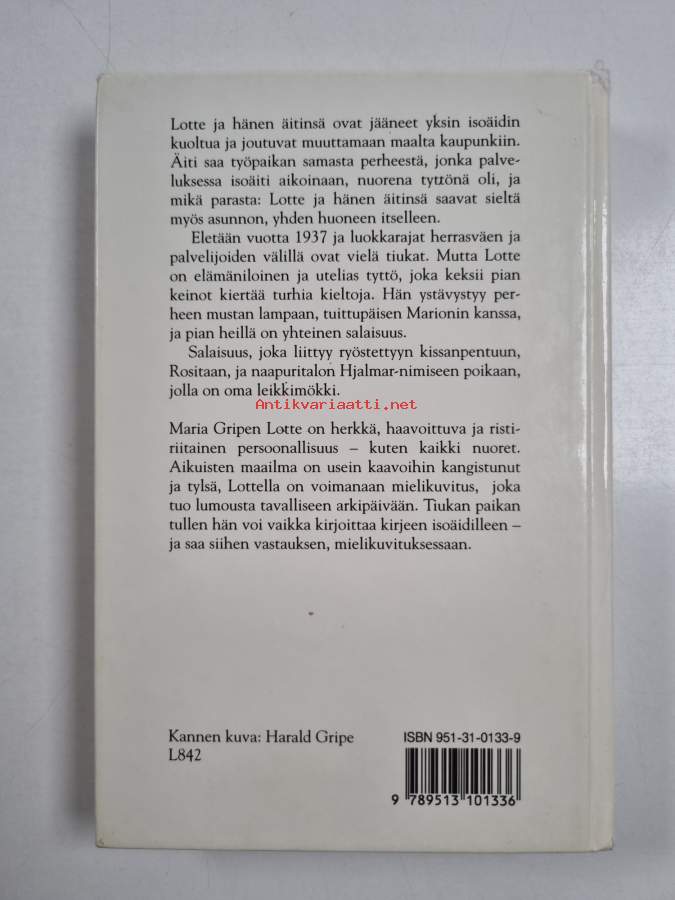 Lotte ja hänen äitinsä ovat jääneet yksin isoäidin
kuoltua ja joutuvat muuttamaan maalta kaupunkiin.
Äiti saa työpaikan samasta perheestä, jonka palve-
luksessa isoäiti aikoinaan, nuorena tyttönä oli, ja
mikä parasta: Lotte ja hänen äitinsä saavat sieltä
myös asunnon, yhden huoneen itselleen.
Eletään vuotta 1937 ja luokkarajat herrasväen ja
palvelijoiden välillä ovat vielä tiukat. Mutta Lotte
on elämäniloinen ja utelias tyttö, joka keksii pian
keinot kiertää turhia kieltoja. Hän ystävystyy per-
heen mustan lampaan, tuittupäisen Marionin kanssa,
ja pian heillä on yhteinen salaisuus.
Salaisuus, joka liittyy ryöstettyyn kissanpentuun,
Rositaan, ja naapuritalon Hjalmar-nimiseen poikaan,
jolla on oma leikkimökki.
Antikvariaatti.net
Maria Gripen Lotte on herkkä, haavoittuva ja risti-
riitainen persoonallisuus – kuten kaikki nuoret.
Aikuisten maailma on usein kaavoihin kangistunut
ja tylsä, Lottella on voimanaan mielikuvitus, joka
tuo lumousta tavalliseen arkipäivään. Tiukan paikan
tullen hän voi vaikka kirjoittaa kirjeen isoäidilleen –
ja saa siihen vastauksen, mielikuvituksessaan.
Kannen kuva: Harald Gripe
L842
ISBN 951-31-0133-9
9 789513 101336